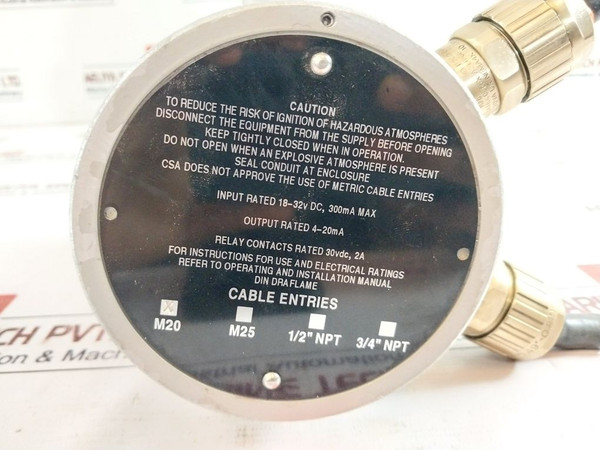 CAUTION
TO REDUCE THE RISK OF IGNITION OF HAZARDOUS ATMOSPHERES
DISCONNECT THE EQUIPMENT FROM THE SUPPLY BEFORE OPENING
KEEP TIGHTLY CLOSED WHEN IN OPERATION.
DO NOT OPEN WHEN AN EXPLOSIVE ATMOSPHERE IS PRESENT
SEAL CONDUIT AT ENCLOSURE
CSA DOES NOT APPROVE THE USE OF METRIC CABLE ENTRIES
INPUT RATED 18-32v DC, 300mA MAX
OUTPUT RATED 4-20mA
RELAY CONTACTS RATED 30vdc, 2A
FOR INSTRUCTIONS FOR USE AND ELECTRICAL RATINGS
REFER TO OPERATING AND INSTALLATION MANUAL
DIN DRAFLAME
CABLE ENTRIES
M20 M25 1/2" NPT 3/4" NPT